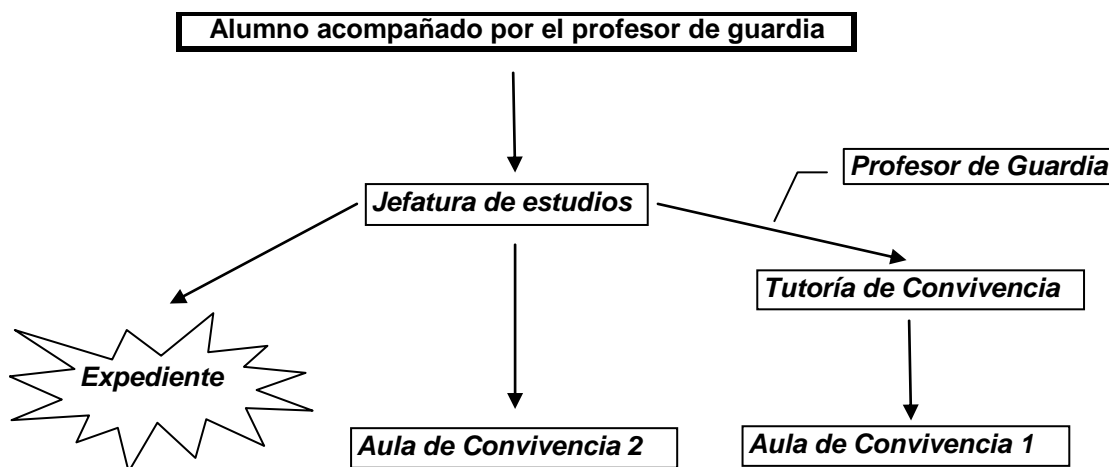 Alumno acompañado por el profesor de guardia
Profesor de Guardia
Jefatura de estudios
Tutoría de Convivencia
Expediente
Aula de Convivencia 2
Aula de Convivencia 1